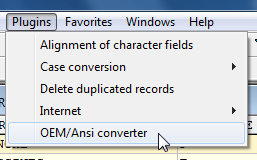 Plugins Favorites Windows Help
Alignment of character fields
Case conversion
Delete duplicated records
Internet
OEM/Ansi converter